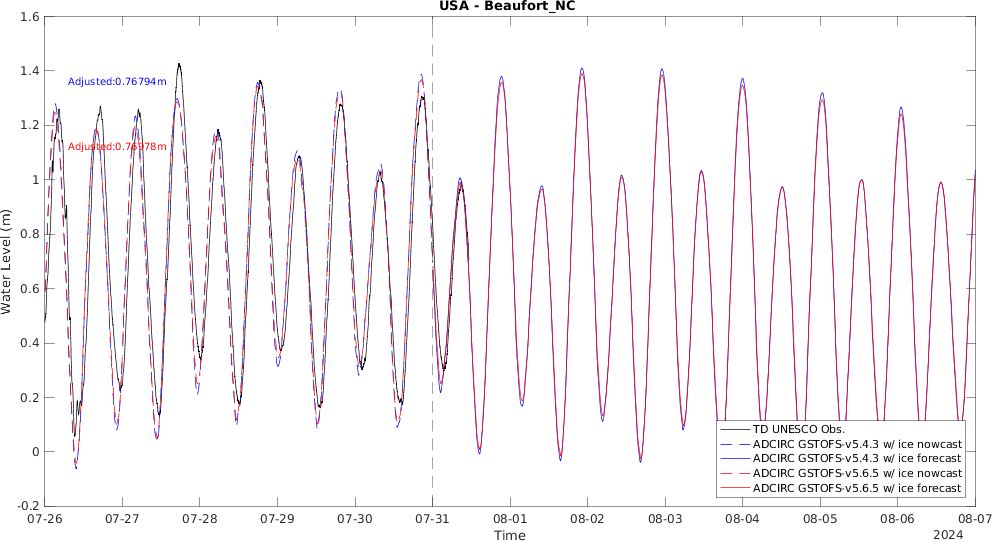 USA - Beaufort_NC
1.6
1.4
1.2
1
0.8
0.6
0.4
0.2
0
-0.2
Water Level (m)
Adjusted:0.76794m
Adjusted:0.76978m
TD UNESCO Obs.
ADCIRC GSTOFS-v5.4.3 w/ ice nowcast
ADCIRC GSTOFS-v5.4.3 w/ ice forecast
ADCIRC GSTOFS-v5.6.5 w/ ice nowcast
ADCIRC GSTOFS-v5.6.5 w/ ice forecast
07-26 07-27 07-28 07-29 07-30 07-31 08-01 08-02 08-03 08-04 08-05 08-06 08-07
Time
2024